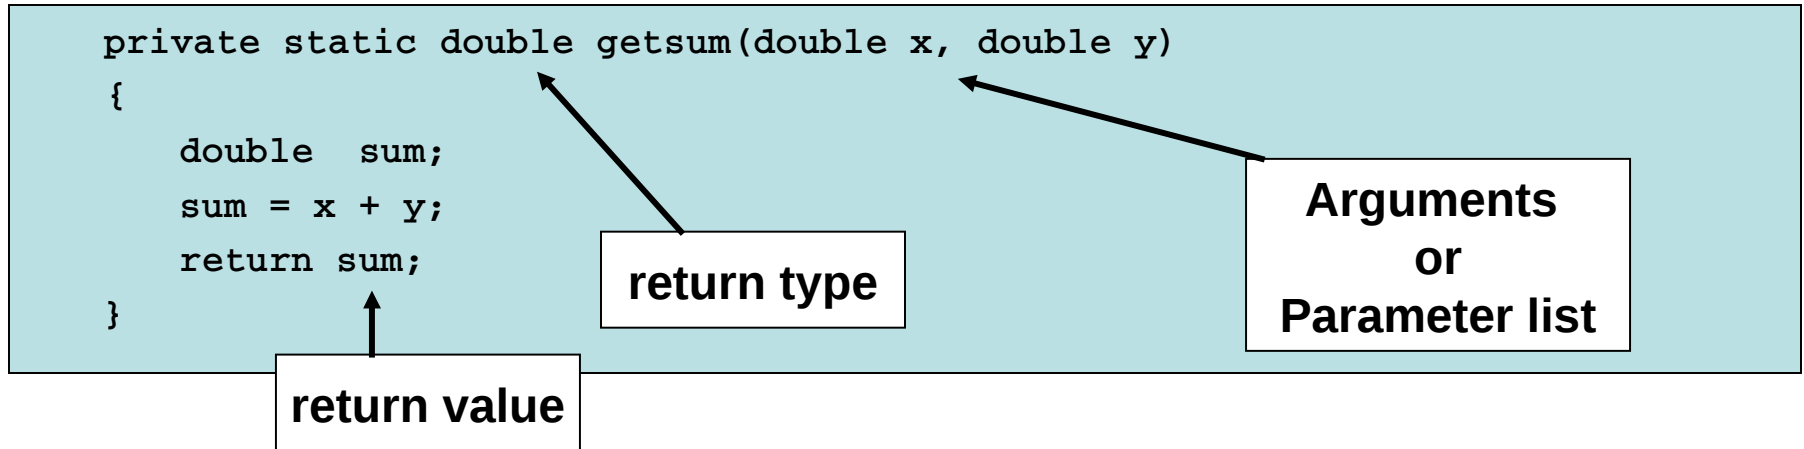 private static double getsum(double x, double y)
{
double  sum;
sum = x + y;
return sum;
}
return type
Arguments
or
Parameter list
return value